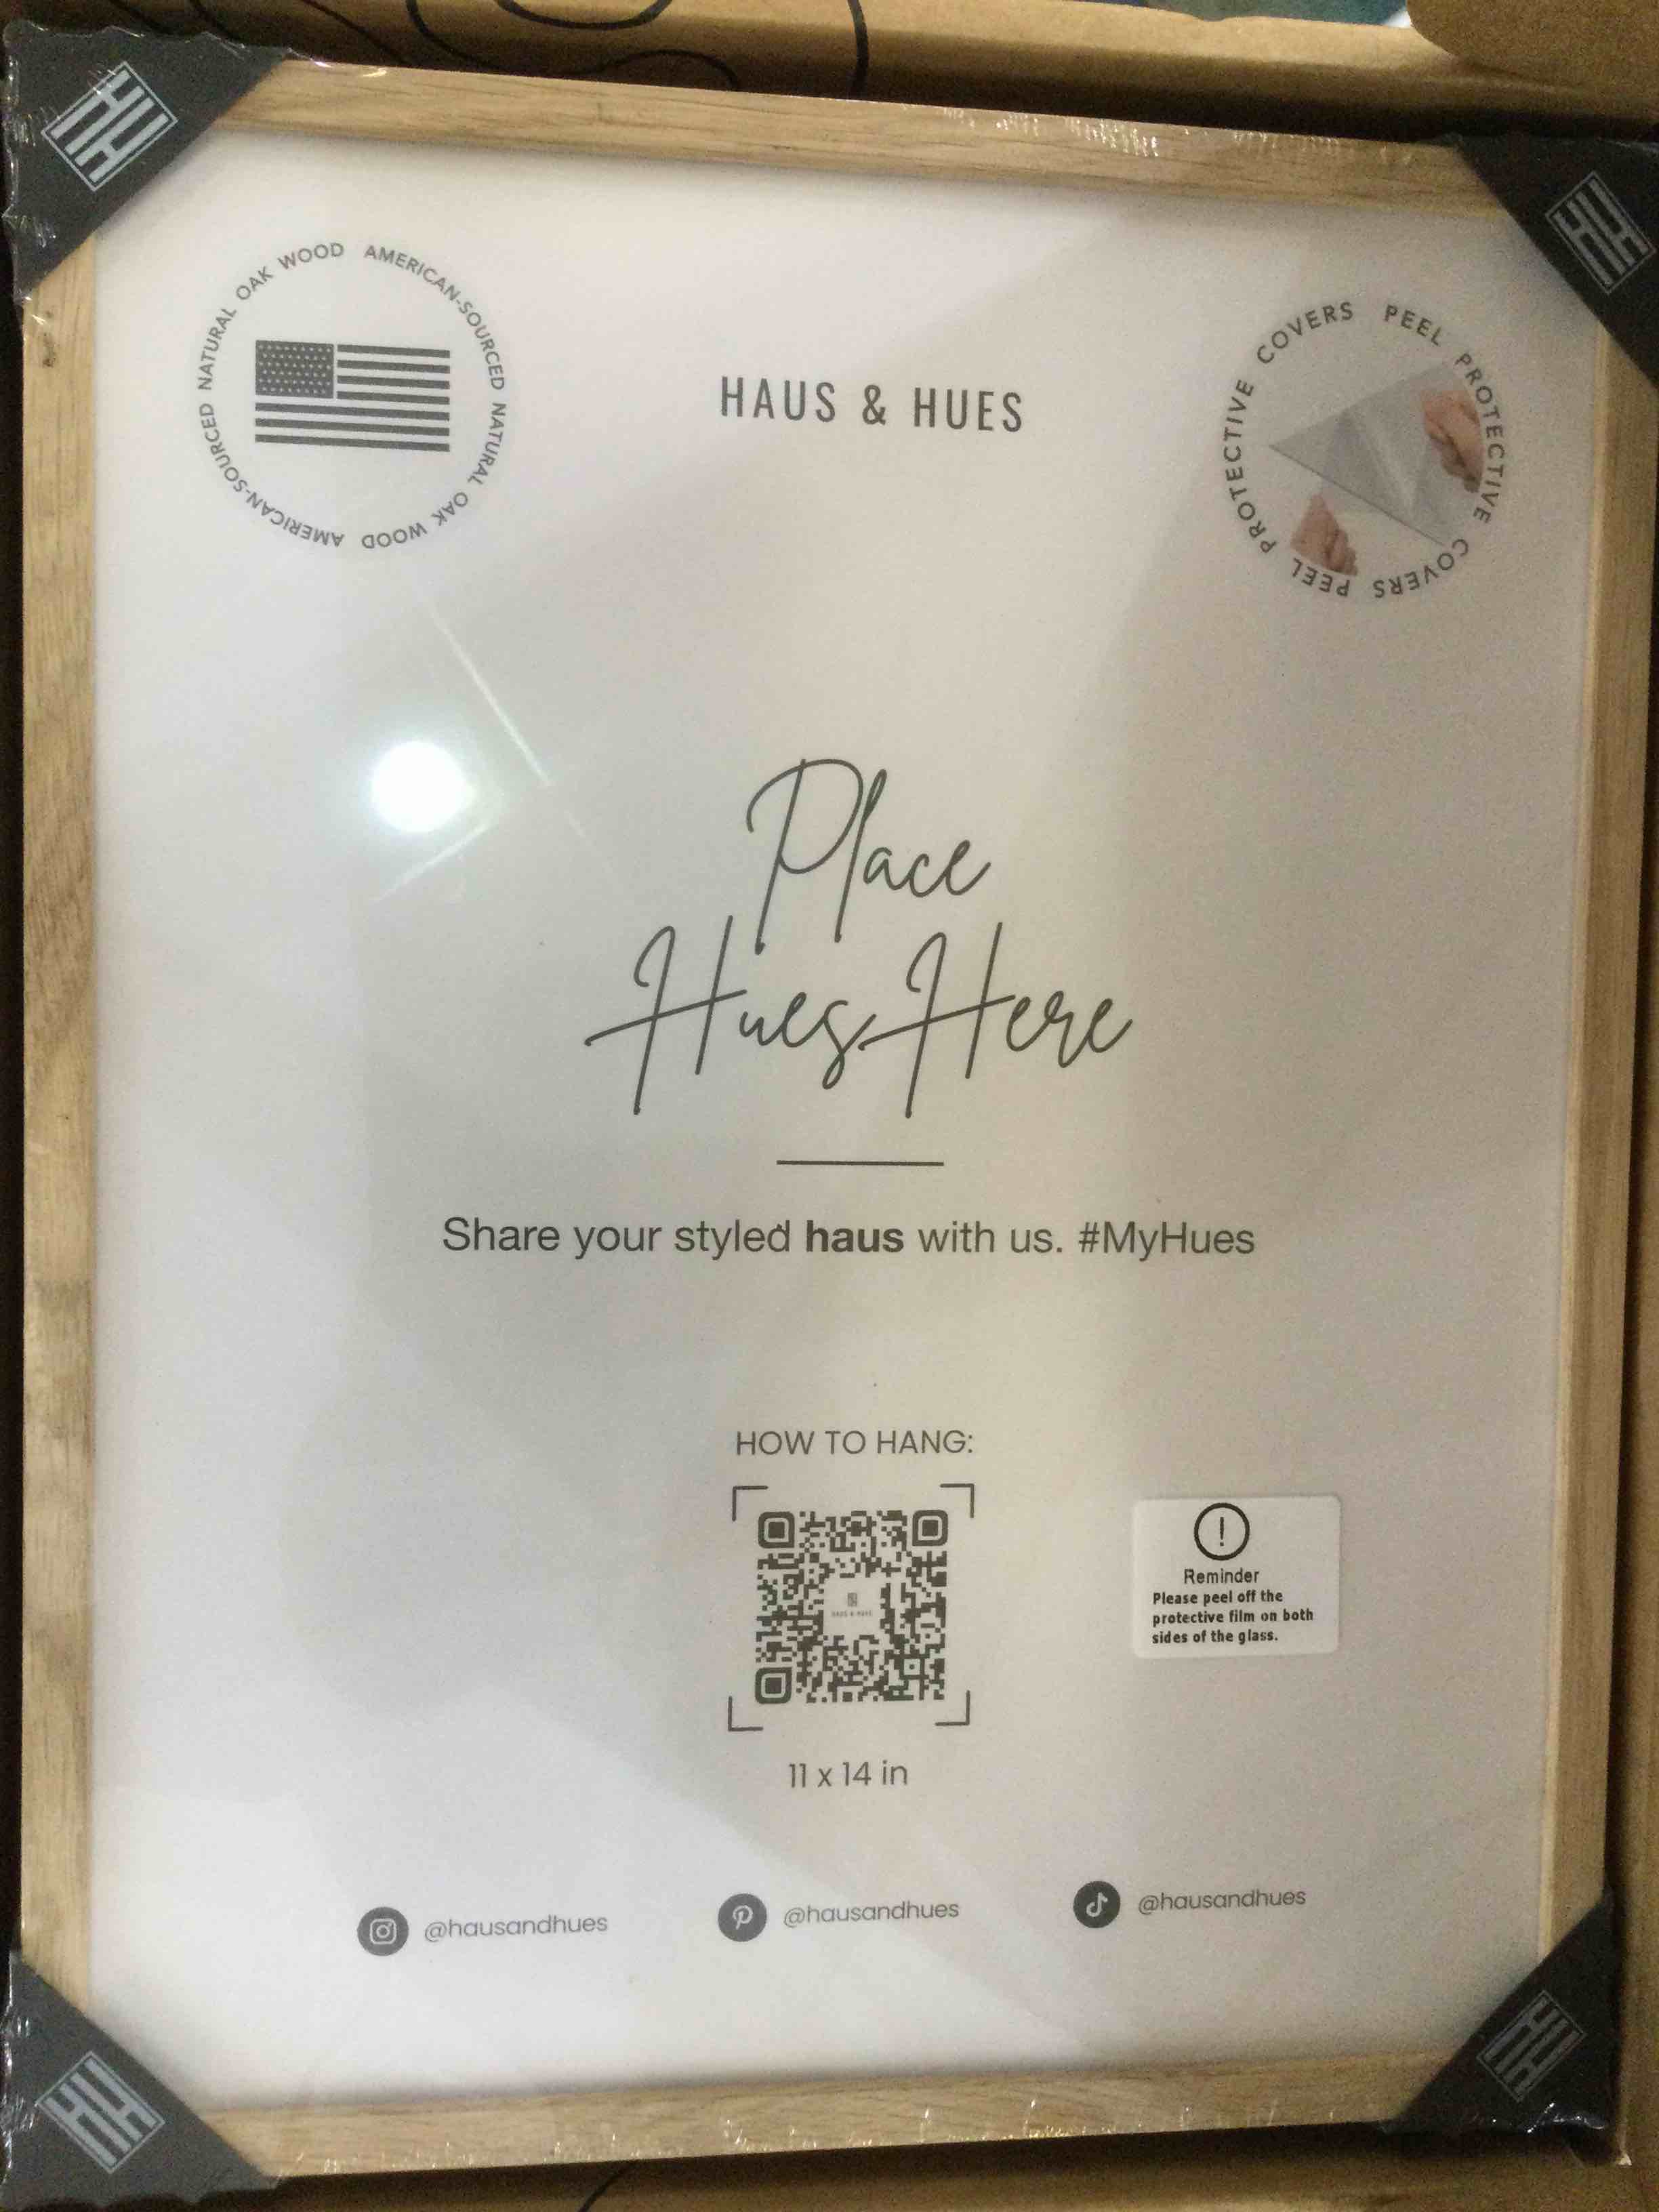 AMERICAN-SOURCED NATURAL OAK WOOD AMERICAN-SOURCED NATURAL OAK WOOD
HAUS & HUES
PEEL PROTECTIVE COVERS PEEL PROTECTIVE COVERS
Place
Hues Here
Share your styled haus with us. #MyHues
HOW TO HANG:
HAUS & HUES
Reminder
Please peel off the
protective film on both
sides of the glass.
11 x 14 in
@hausandhues
@hausandhues
@hausandhues